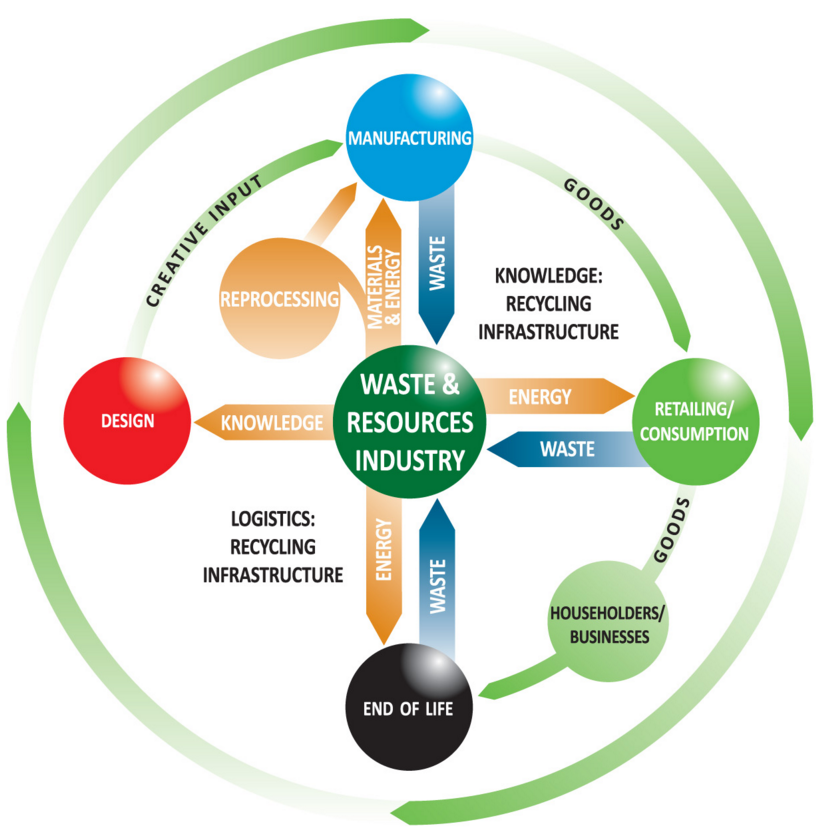 MANUFACTURING
CREATIVE INPUT
GOODS
WASTE
MATERIALS
& ENERGY
REPROCESSING
KNOWLEDGE:
RECYCLING
INFRASTRUCTURE
DESIGN
KNOWLEDGE
WASTE &
RESOURCES
INDUSTRY
ENERGY
WASTE
RETAILING/
CONSUMPTION
LOGISTICS:
RECYCLING
INFRASTRUCTURE
ENERGY
WASTE
GOODS
HOUSEHOLDERS/
BUSINESSES
END OF LIFE